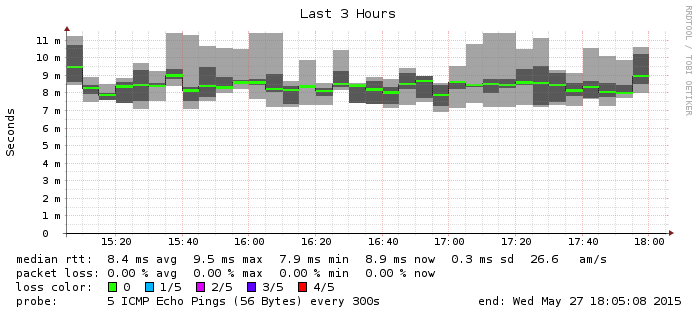 Last 3 Hours
RRDTOOL / TOBI OETIKER
Seconds
11 m
10 m
9 m
8 m
7 m
6 m
5 m
4 m
3 m
2 m
1 m
0
15:20 15:40 16:00 16:20 16:40 17:00 17:20 17:40 18:00
median rtt: 8.4 ms avg 9.5 ms max 7.9 ms min 8.9 ms now 0.3 ms sd 26.6 am/s
packet loss: 0.00 % avg 0.00 % max 0.00 % min 0.00 % now
loss color: 0 1/5 2/5 3/5 4/5
probe: 5 ICMP Echo Pings (56 Bytes) every 300s end: Wed May 27 18:05:08 2015